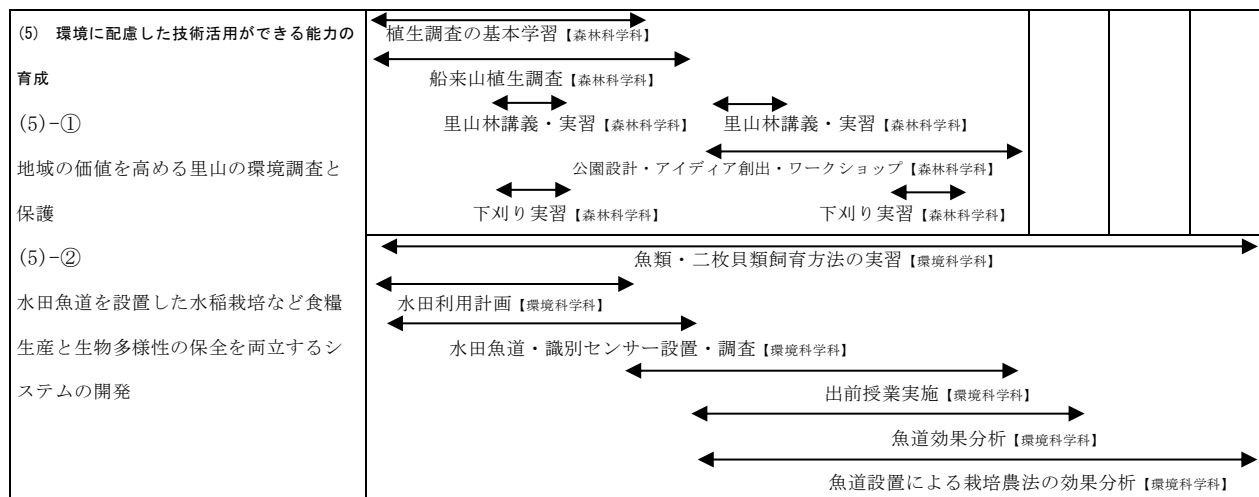 (5) 環境に配慮した技術活用ができる能力の
育成
(5)-①
地域の価値を高める里山の環境調査と
保護
(5)-②
水田魚道を設置した水稲栽培など食糧
生産と生物多様性の保全を両立するシ
ステムの開発
植生調査の基本学習【森林科学科】
船来山植生調査【森林科学科】
里山林講義・実習【森林科学科】 里山林講義・実習【森林科学科】
公園設計・アイディア創出・ワークショップ【森林科学科】
下刈り実習【森林科学科】 下刈り実習【森林科学科】
魚類・二枚貝類飼育方法の実習【環境科学科】
水田利用計画【環境科学科】
水田魚道・識別センサー設置・調査【環境科学科】
出前授業実施【環境科学科】
魚道効果分析【環境科学科】
魚道設置による栽培農法の効果分析【環境科学科】